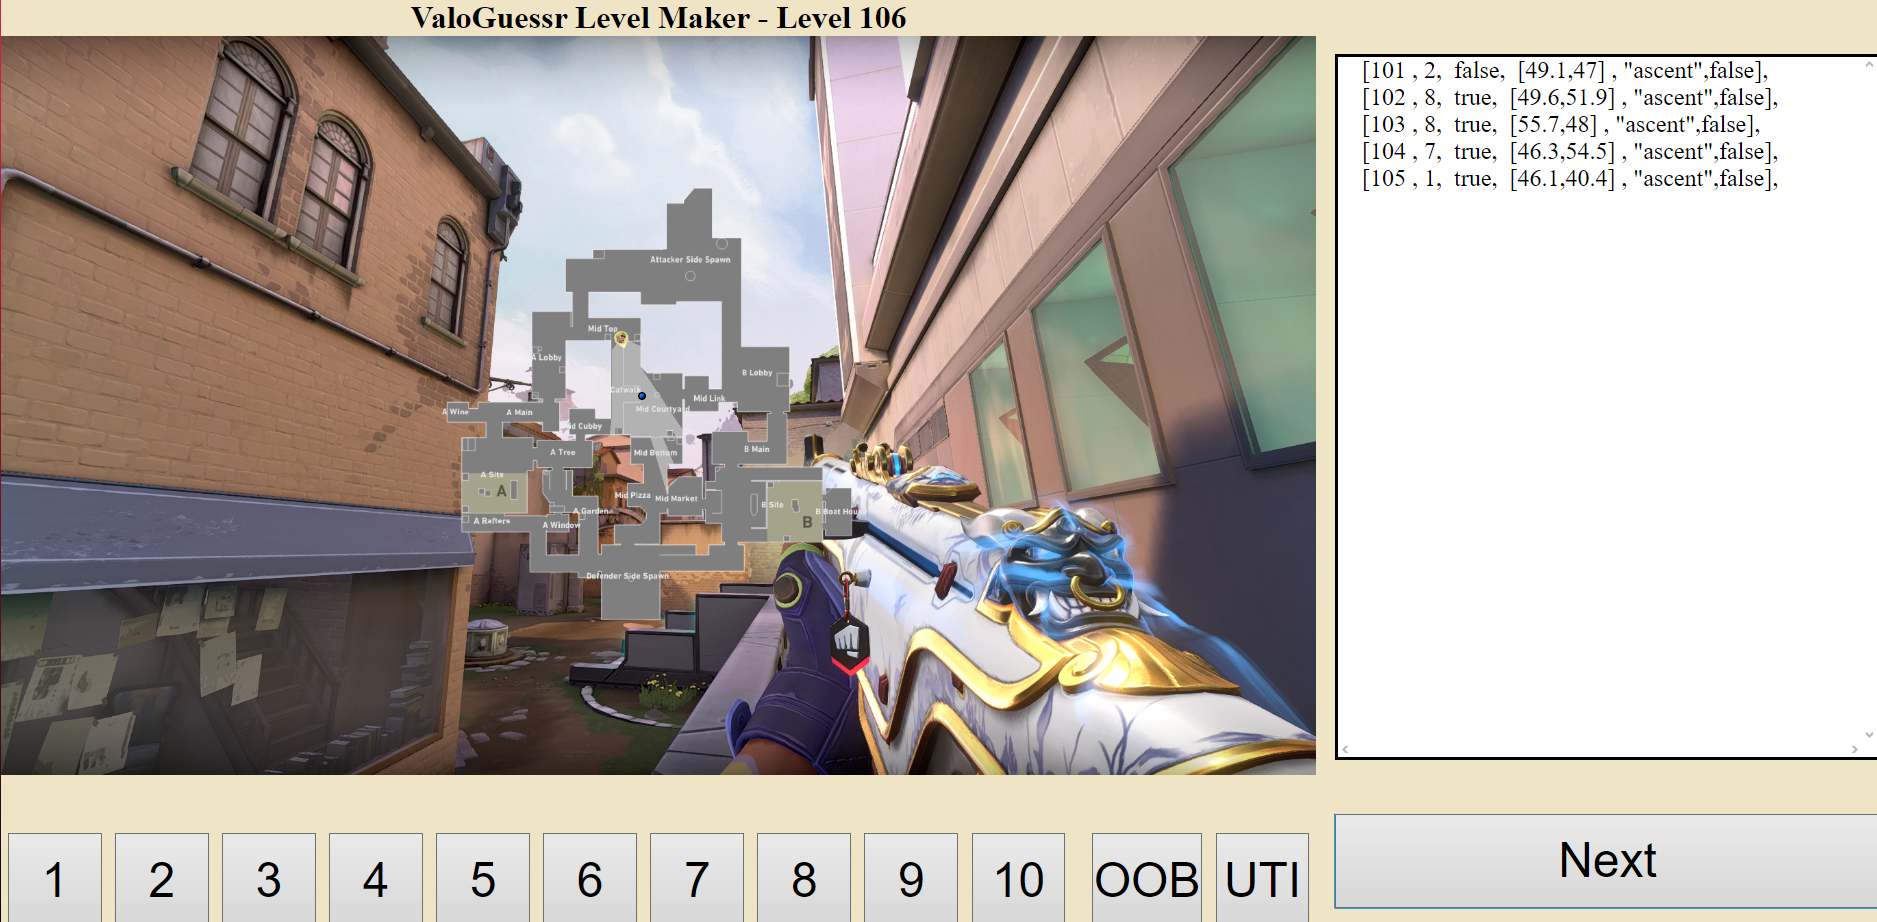 ValoGuessr Level Maker - Level 106
[101 , 2, false, [49.1,47] , "ascent",false],
[102 , 8, true, [49.6,51.9] , "ascent",false],
[103 , 8, true, [55.7,48] , "ascent",false],
[104 , 7, true, [46.3,54.5] , "ascent",false],
[105 , 1, true, [46.1,40.4] , "ascent",false],
Attacker Side Spawn
Mid Top
A Lobby
B Lobby
Catwalk
Mid Link
A Wine
A Main
Mid Courtyard
id Cubby
A Tree
Mid Bottom
B Main
A Site
A
Mid Pizza
Mid Market
B Site
B Boat Hou
A Garden
A Rafters
A Window
B
Defender Side Spawn
1
2
3
4
5
6
7
8
9
10
OOB
UTI
Next